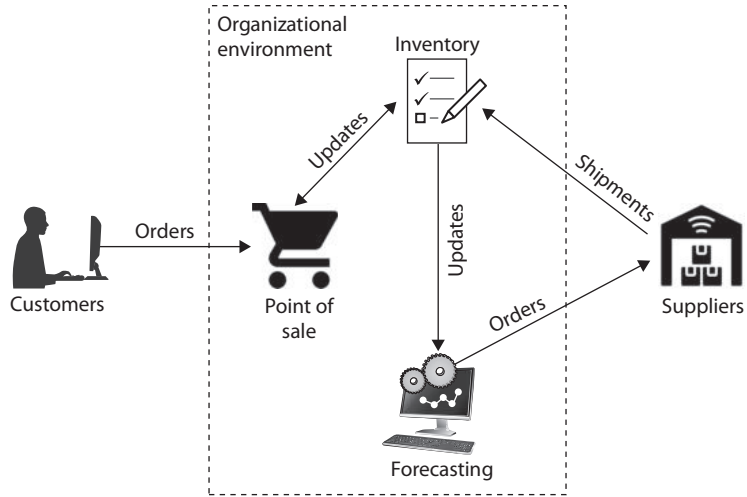 Organizational
environment
Inventory
Updates
Shipments
Orders
Updates
Customers
Point of
sale
Orders
Suppliers
Forecasting